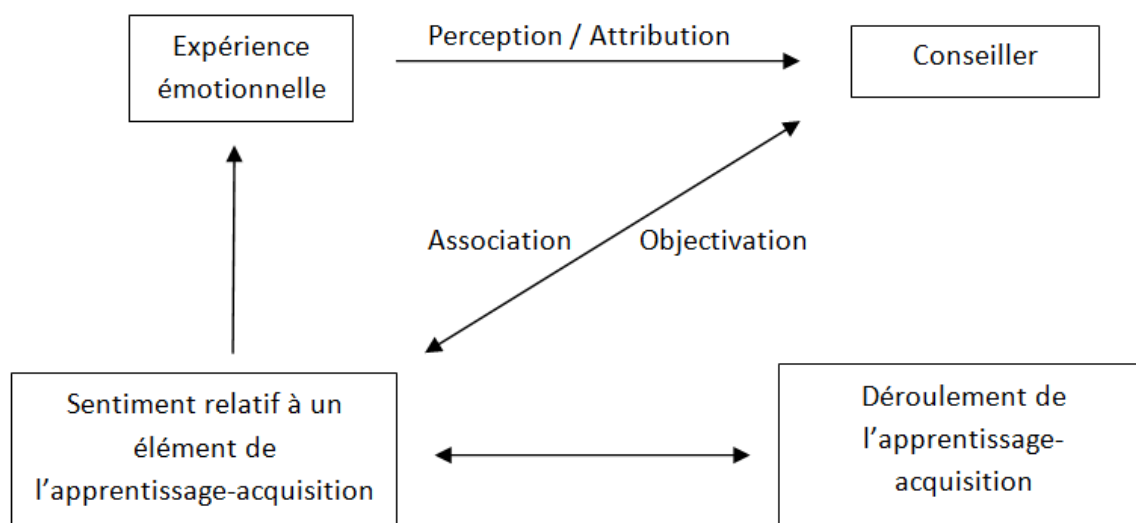 Expérience
émotionnelle
Perception / Attribution
Conseiller
Association
Objectivation
Sentiment relatif à un
élément de
l'apprentissage-acquisition
Déroulement de
l'apprentissage-
acquisition